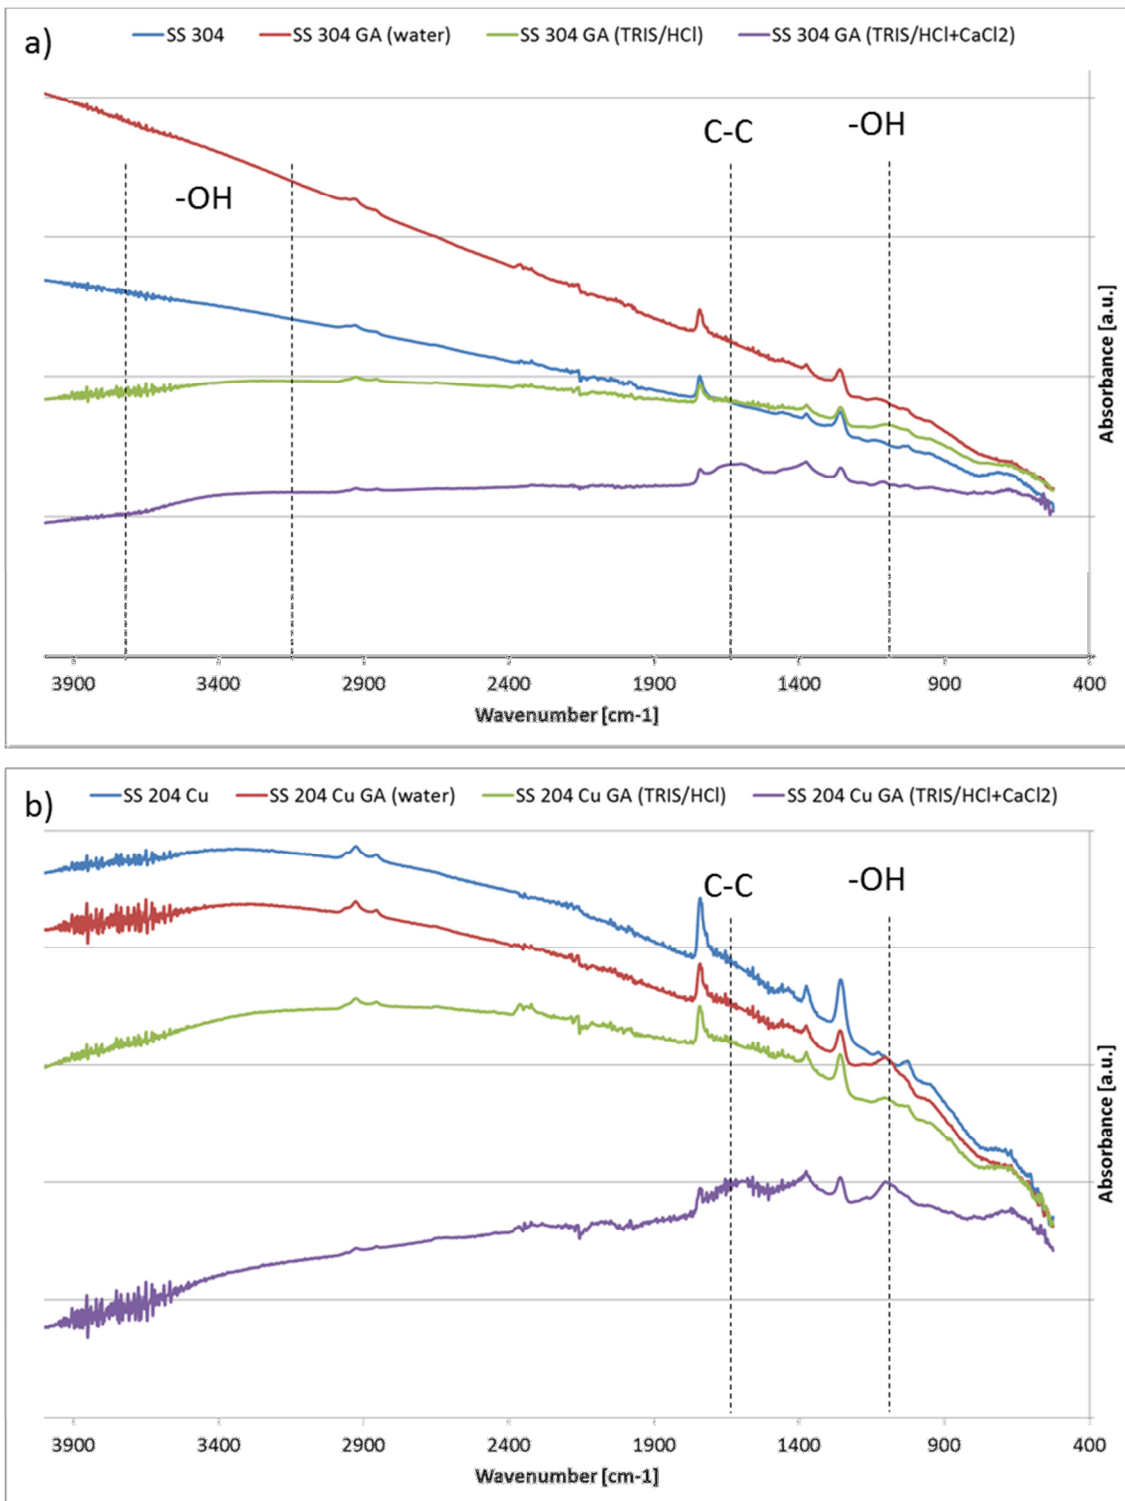 a)
SS 304 SS 304 GA (water) SS 304 GA (TRIS/HCl) SS 304 GA (TRIS/HCl+CaCl2)
C-C
-OH
-OH
Absorbance [a.u.]
3900 3400 2900 2400 1900 1400 900 400
Wavenumber [cm-1]
b)
SS 204 Cu SS 204 Cu GA (water) SS 204 Cu GA (TRIS/HCl) SS 204 Cu GA (TRIS/HCl+CaCl2)
C-C
-OH
Absorbance [a.u.]
3900 3400 2900 2400 1900 1400 900 400
Wavenumber [cm-1]